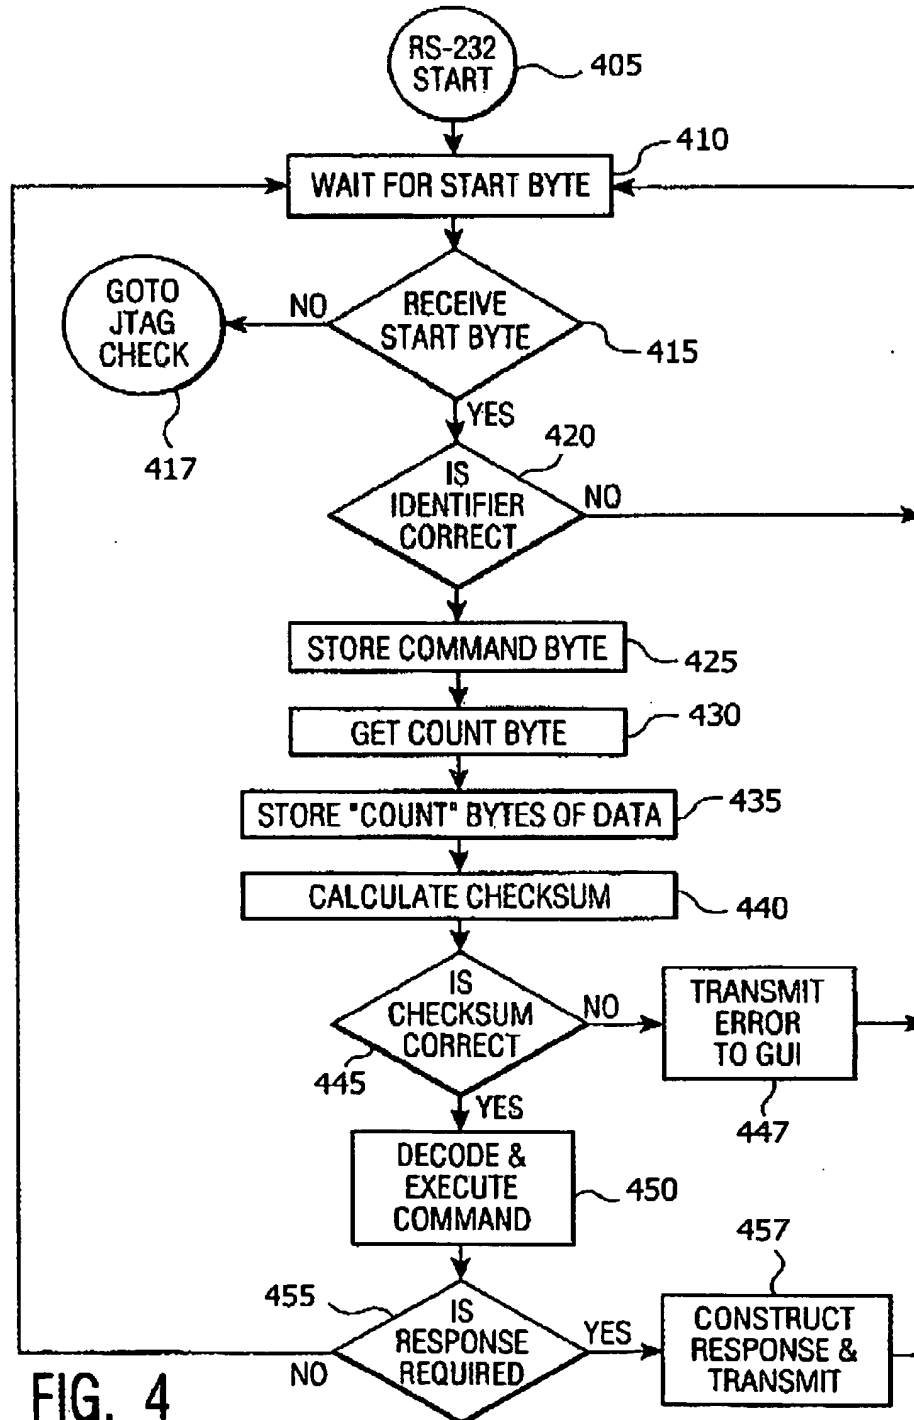 RS-232
START
405
410
WAIT FOR START BYTE
GOTO
JTAG
CHECK
NO
RECEIVE
START BYTE
415
417
YES
420
IS
IDENTIFIER
CORRECT
NO
STORE COMMAND BYTE
425
GET COUNT BYTE
430
STORE "COUNT" BYTES OF DATA
435
CALCULATE CHECKSUM
440
IS
CHECKSUM
CORRECT
445
NO
TRANSMIT
ERROR
TO GUI
447
YES
DECODE &
EXECUTE
COMMAND
450
455
IS
RESPONSE
REQUIRED
NO
YES
457
CONSTRUCT
RESPONSE &
TRANSMIT
FIG. 4